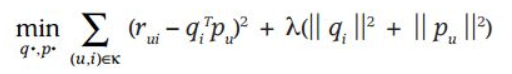 min Σ (r_ui − q_i^T p_u)² + λ(|| q_i ||² + || p_u ||²)
q•,p• (u,i)∈κ